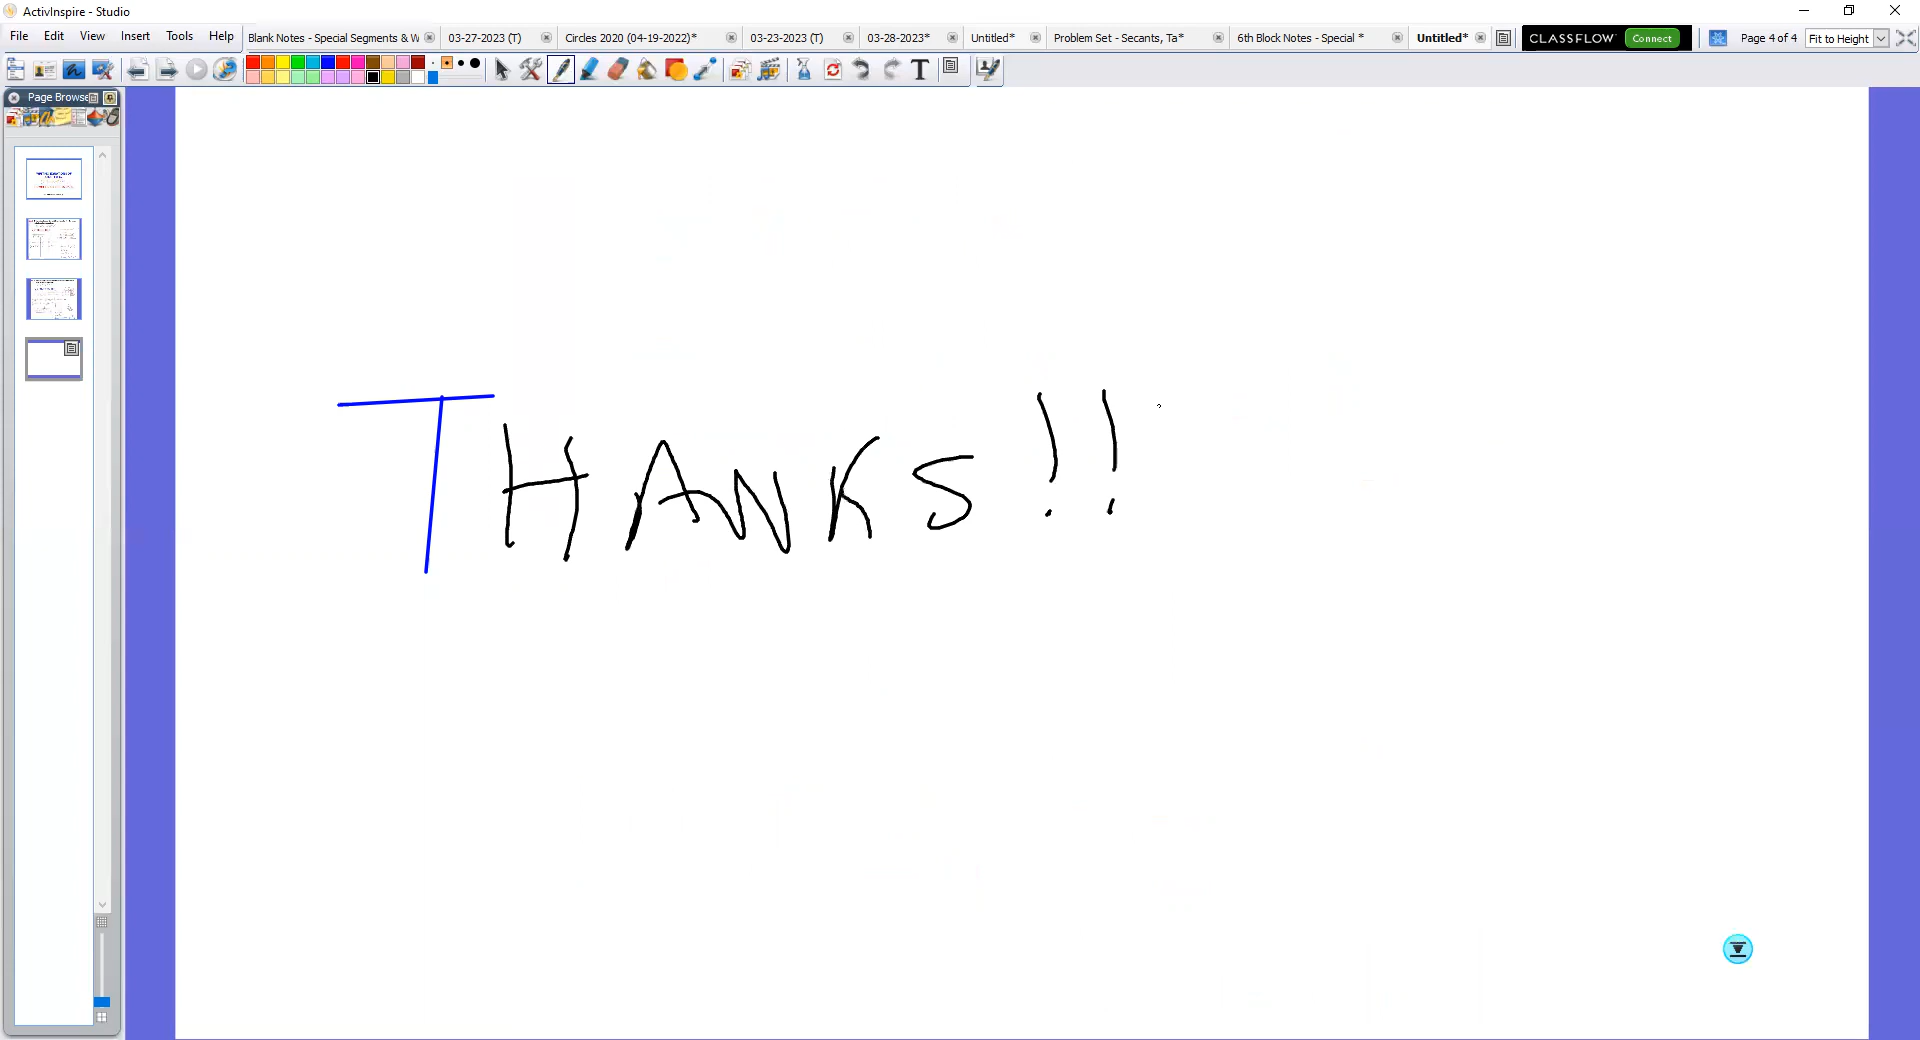 ActivInspire - Studio
File Edit View Insert Tools Help
Blank Notes - Special Segments & W 03-27-2023 (T) Circles 2020 (04-19-2022)* 03-23-2023 (T) 03-28-2023* Untitled* Problem Set - Secants, Ta* 6th Block Notes - Special * Untitled*
CLASSFLOW Connect Page 4 of 4 Fit to Height
Page Browse
THANKS!!